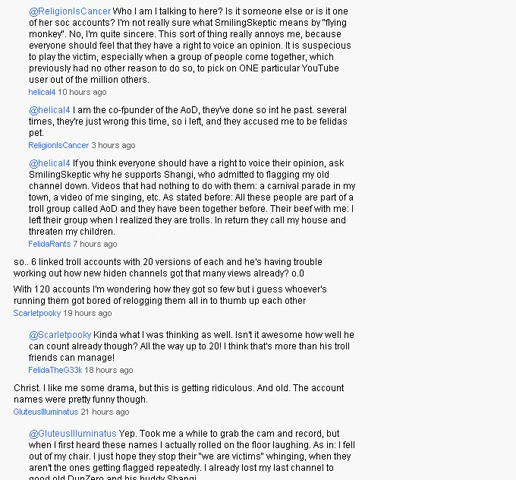 @ReligionIsCancer Who I am I talking to here? Is it someone else or is it one
of her soc accounts? I'm not really sure what SmilingSkeptic means by "flying
monkey". No, I'm quite sincere. This sort of thing really annoys me, because
everyone should feel that they have a right to voice an opinion. It is suspicious
to play the victim, especially when a group of people come together, which
previously had no other reason to do so, to pick on ONE particular YouTube
user out of the million others.
helical4 10 hours ago
@helical4 I am the co-fpunder of the AoD, they've done so int he past. several
times, they're just wrong this time, so i left, and they accused me to be felidas
pet.
ReligionIsCancer 3 hours ago
@helical4 If you think everyone should have a right to voice their opinion, ask
SmilingSkeptic why he supports Shangi, who admitted to flagging my old
channel down. Videos that had nothing to do with them: a carnival parade in my
town, a video of me singing, etc. As stated before: All these people are part of a
troll group called AoD and they have been together before. Their beef with me: I
left their group when I realized they are trolls. In return they call my house and
threaten my children.
FelidaRants 7 hours ago
so.. 6 linked troll accounts with 20 versions of each and he's having trouble
working out how new hiden channels got that many views already? o.0
With 120 accounts I'm wondering how they got so few but i guess whoever's
running them got bored of relogging them all in to thumb up each other
Scarletpooky 19 hours ago
@Scarletpooky Kinda what I was thinking as well. Isn't it awesome how well he
can count already though? All the way up to 20! I think that's more than his troll
friends can manage!
FelidaTheG33k 18 hours ago
Christ. I like me some drama, but this is getting ridiculous. And old. The account
names were pretty funny though.
GluteusIlluminatus 21 hours ago
@GluteusIlluminatus Yep. Took me a while to grab the cam and record, but
when I first heard these names I actually rolled on the floor laughing. As in: I fell
out of my chair. I just hope they stop their "we are victims" whinging, when they
aren't the ones getting flagged repeatedly. I already lost my last channel to
good old DunZero and his buddy Shangi.